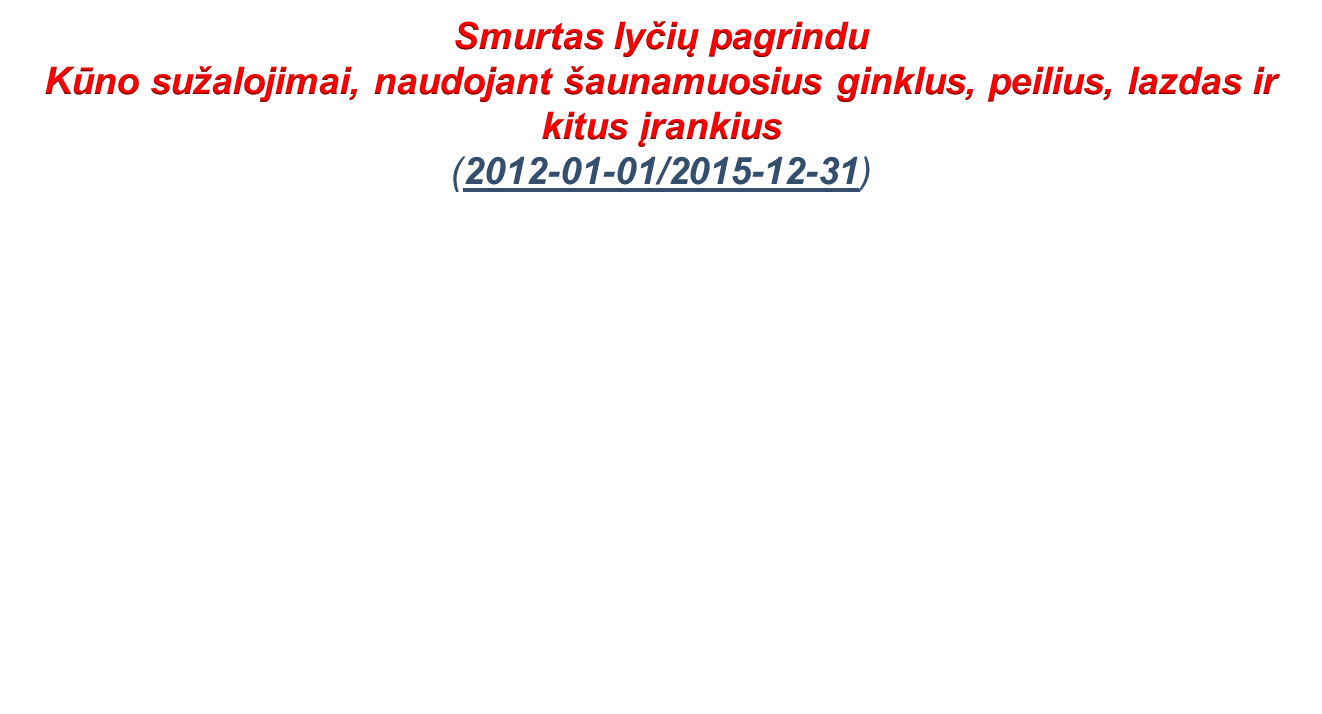 Smurtas lyčių pagrindu
Kūno sužalojimai, naudojant šaunamuosius ginklus, peilius, lazdas ir
kitus įrankius
(2012-01-01/2015-12-31)